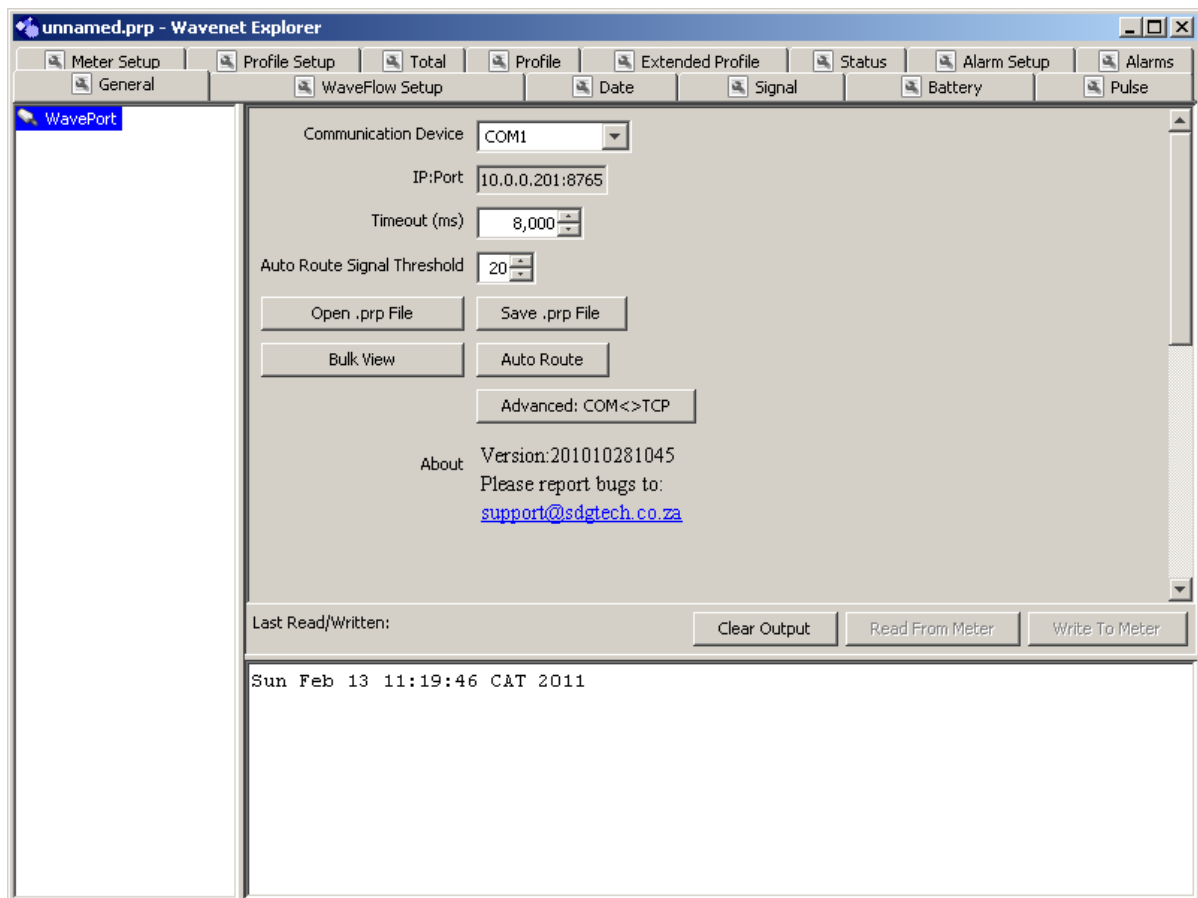 unnamed.prp - Wavenet Explorer
Meter Setup Profile Setup Total Profile Extended Profile Status Alarm Setup Alarms
General WaveFlow Setup Date Signal Battery Pulse
WavePort
Communication Device COM1
IP:Port 10.0.0.201:8765
Timeout (ms) 8,000
Auto Route Signal Threshold 20
Open .prp File Save .prp File
Bulk View Auto Route
Advanced: COM<>TCP
About Version:201010281045
Please report bugs to:
support@sdgtech.co.za
Last Read/Written: Clear Output Read From Meter Write To Meter
Sun Feb 13 11:19:46 CAT 2011